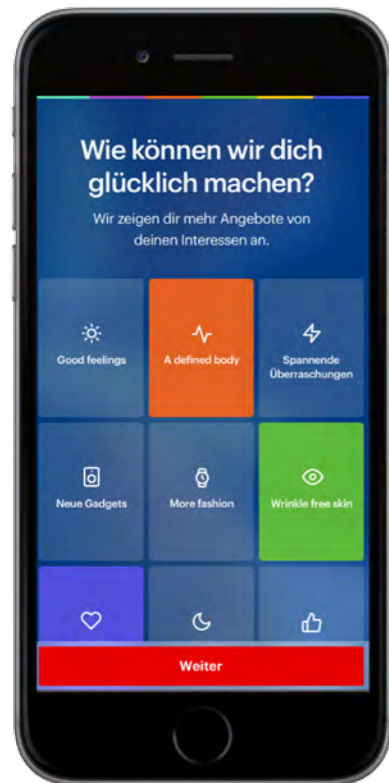 Wie können wir dich
glücklich machen?
Wir zeigen dir mehr Angebote von
deinen Interessen an.
Good feelings
A defined body
Spannende
Überraschungen
Neue Gadgets
More fashion
Wrinkle free skin
Weiter